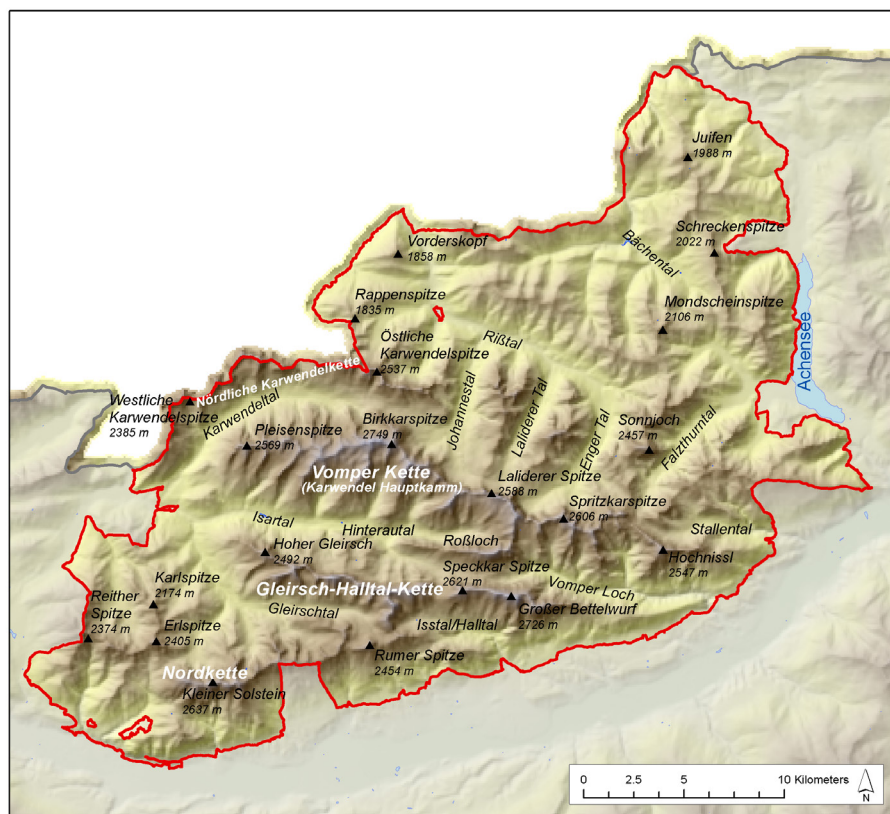 Juifen
1988 m
Schreckenspitze
2022 m
Bächental
Vorderskopf
1858 m
Achensee
Rappenspitze
1835 m
Mondscheinspitze
2106 m
Östliche
Karwendelspitze
2537 m
Rißtal
Nördliche Karwendelkette
Westliche
Karwendelspitze
2385 m
Karwendeltal
Johannestal
Laliderer Tal
Enger Tal
Falzthurntal
Sonnjoch
2457 m
Pleisenspitze
2569 m
Birkkarspitze
2749 m
Vomper Kette
(Karwendel Hauptkamm)
Laliderer Spitze
2588 m
Spritzkarspitze
2606 m
Isartal
Hinterautal
Roßloch
Stallental
Hoher Gleirsch
2492 m
Hochnissl
2547 m
Speckkar Spitze
2621 m
Vomper Loch
Gleirsch-Halltal-Kette
Großer Bettelwurf
2726 m
Karlspitze
2174 m
Reither
Spitze
2374 m
Gleirschtal
Isstal/Halltal
Erlspitze
2405 m
Rumer Spitze
2454 m
Nordkette
Kleiner Solstein
2637 m
0 2.5 5 10 Kilometers
N